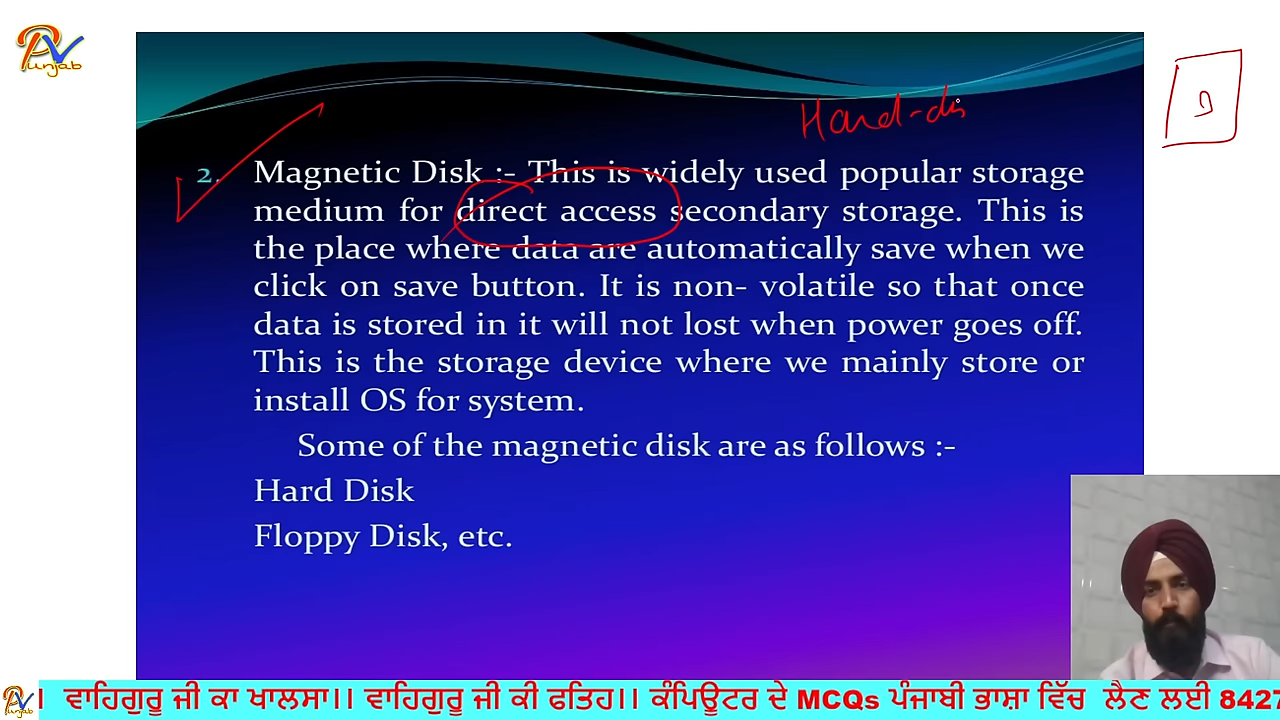 PV
unjab
Hard-dis
2. Magnetic Disk :- This is widely used popular storage
medium for direct access secondary storage. This is
the place where data are automatically save when we
click on save button. It is non- volatile so that once
data is stored in it will not lost when power goes off.
This is the storage device where we mainly store or
install OS for system.
Some of the magnetic disk are as follows :-
Hard Disk
Floppy Disk, etc.
PV
unjab
। ਵਾਹਿਗੁਰੂ ਜੀ ਕਾ ਖਾਲਸਾ।। ਵਾਹਿਗੁਰੂ ਜੀ ਕੀ ਫਤਿਹ।। ਕੰਪਿਊਟਰ ਦੇ MCQs ਪੰਜਾਬੀ ਭਾਸ਼ਾ ਵਿੱਚ ਲੈਣ ਲਈ 8427